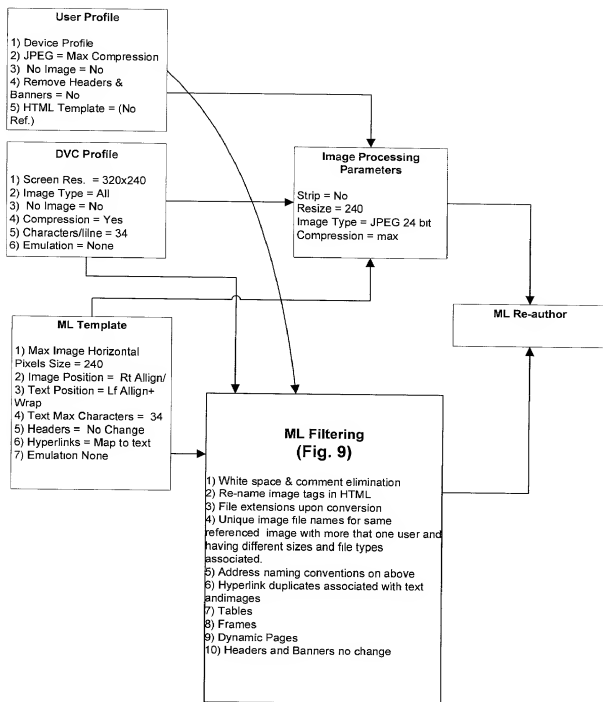 User Profile
1) Device Profile
2) JPEG = Max Compression
3) No Image = No
4) Remove Headers &
Banners = No
5) HTML Template = (No
Ref.)
DVC Profile
1) Screen Res. = 320x240
2) Image Type = All
3) No Image = No
4) Compression = Yes
5) Characters/liine = 34
6) Emulation = None
Image Processing
Parameters
Strip = No
Resize = 240
Image Type = JPEG 24 bit
Compression = max
ML Re-author
ML Template
1) Max Image Horizontal
Pixels Size = 240
2) Image Position = Rt Allign/
3) Text Position = Lf Allign+
Wrap
4) Text Max Characters = 34
5) Headers = No Change
6) Hyperlinks = Map to text
7) Emulation None
ML Filtering
(Fig. 9)
1) White space & comment elimination
2) Re-name image tags in HTML
3) File extensions upon conversion
4) Unique image file names for same
referenced image with more that one user and
having different sizes and file types
associated.
5) Address naming conventions on above
6) Hyperlink duplicates associated with text
andimages
7) Tables
8) Frames
9) Dynamic Pages
10) Headers and Banners no change